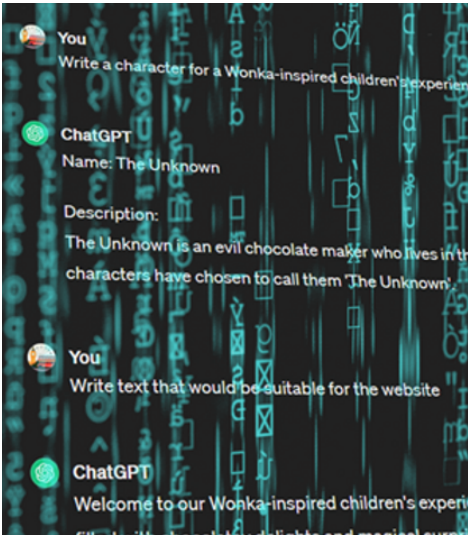 You
Write a character for a Wonka-inspired children's
ChatGPT
Name: The Unknown
Description:
The Unknown is an evil chocolate maker who lives in
characters have chosen to call them 'The Unknown'.
You
Write text that would be suitable for the website
ChatGPT
Welcome to our Wonka-inspired children's